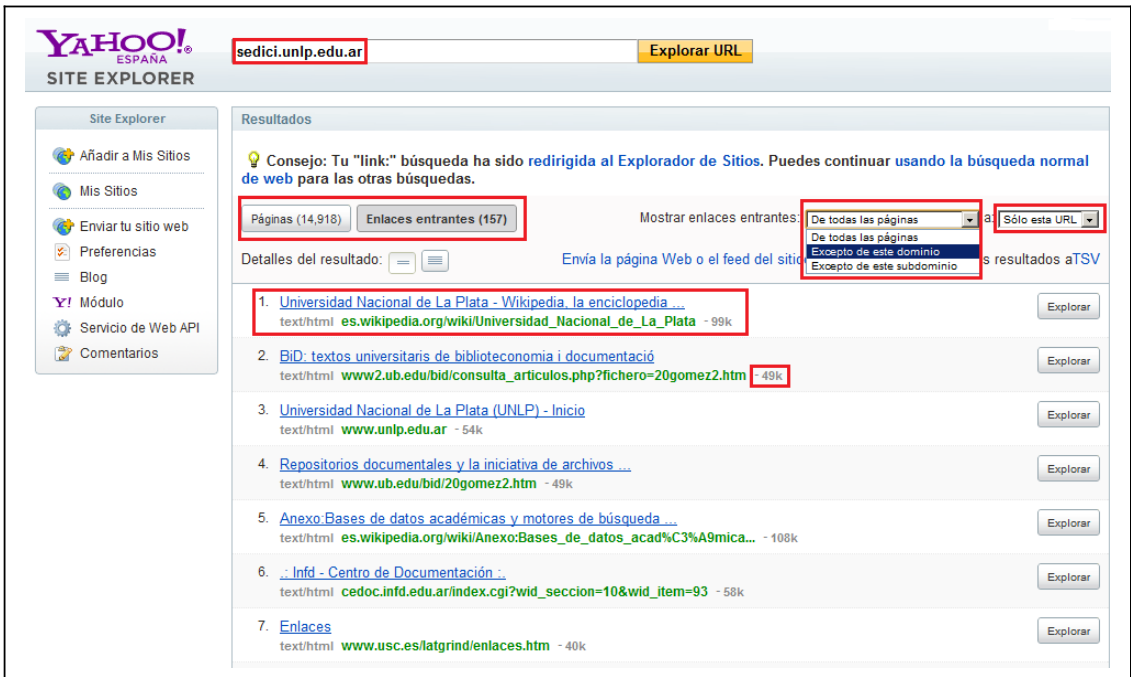 YAHOO!®
ESPAÑA
SITE EXPLORER
sedici.unlp.edu.ar
Explorar URL
Site Explorer
Añadir a Mis Sitios
Mis Sitios
Enviar tu sitio web
Preferencias
Blog
Y! Módulo
Servicio de Web API
Comentarios
Resultados
Consejo: Tu "link:" búsqueda ha sido redirigida al Explorador de Sitios. Puedes continuar usando la búsqueda normal
de web para las otras búsquedas.
Páginas (14,918) Enlaces entrantes (157) Mostrar enlaces entrantes: De todas las páginas a: Sólo esta URL
De todas las páginas
Excepto de este dominio
Excepto de este subdominio
Detalles del resultado: Envía la página Web o el feed del sitio s resultados aTSV
1. Universidad Nacional de La Plata - Wikipedia, la enciclopedia ... Explorar
text/html es.wikipedia.org/wiki/Universidad_Nacional_de_La_Plata - 99k
2. BiD: textos universitaris de biblioteconomia i documentació Explorar
text/html www2.ub.edu/bid/consulta_articulos.php?fichero=20gomez2.htm - 49k
3. Universidad Nacional de La Plata (UNLP) - Inicio Explorar
text/html www.unlp.edu.ar - 54k
4. Repositorios documentales y la iniciativa de archivos ... Explorar
text/html www.ub.edu/bid/20gomez2.htm - 49k
5. Anexo:Bases de datos académicas y motores de búsqueda ... Explorar
text/html es.wikipedia.org/wiki/Anexo:Bases_de_datos_acad%C3%A9mica... - 108k
6. .: Infd - Centro de Documentación :. Explorar
text/html cedoc.infd.edu.ar/index.cgi?wid_seccion=10&wid_item=93 - 58k
7. Enlaces Explorar
text/html www.usc.es/latgrind/enlaces.htm - 40k